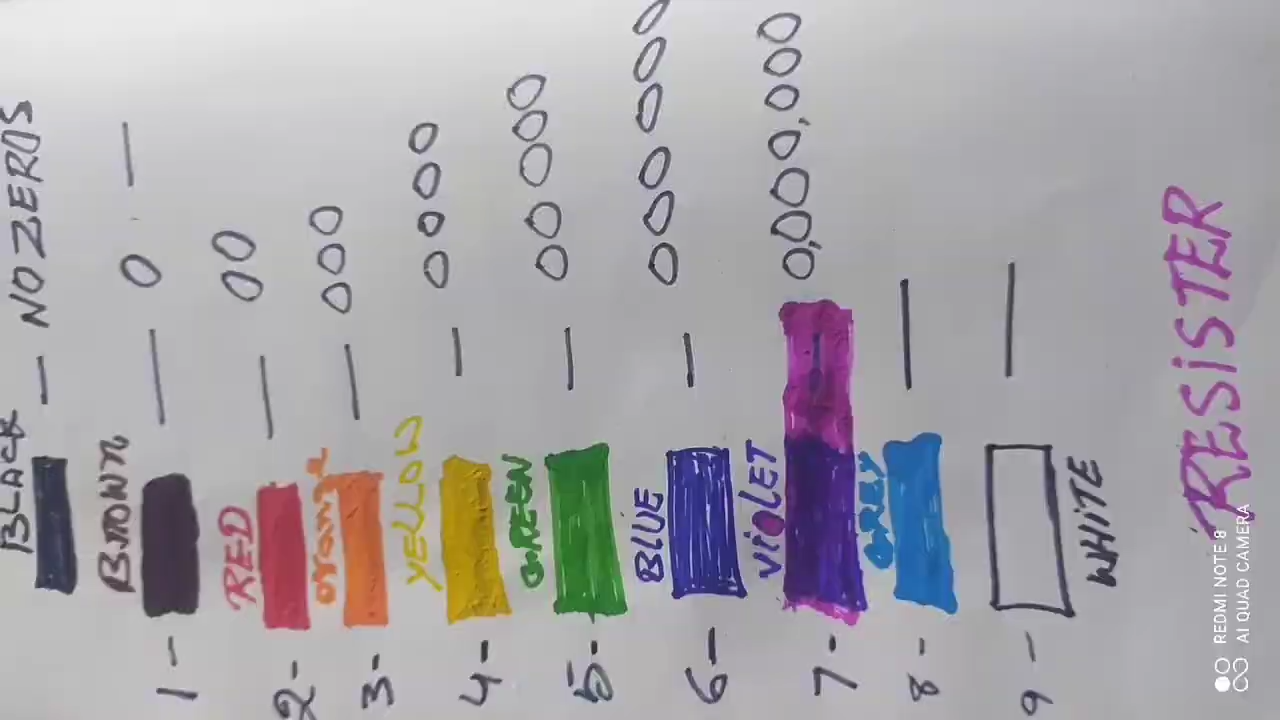 BLACK — NO ZEROS
1 - BROWN — 0 . —
2 - RED — 00
3 - orange — 000
4 - YELLOW — 0000
5 - GREEN — 00000
6 - BLUE — 000000
7 - ViOLET - 0,000,0,000
8 - GREY —
9 - WHITE —
RESiSTER
REDMI NOTE 8
AI QUAD CAMERA